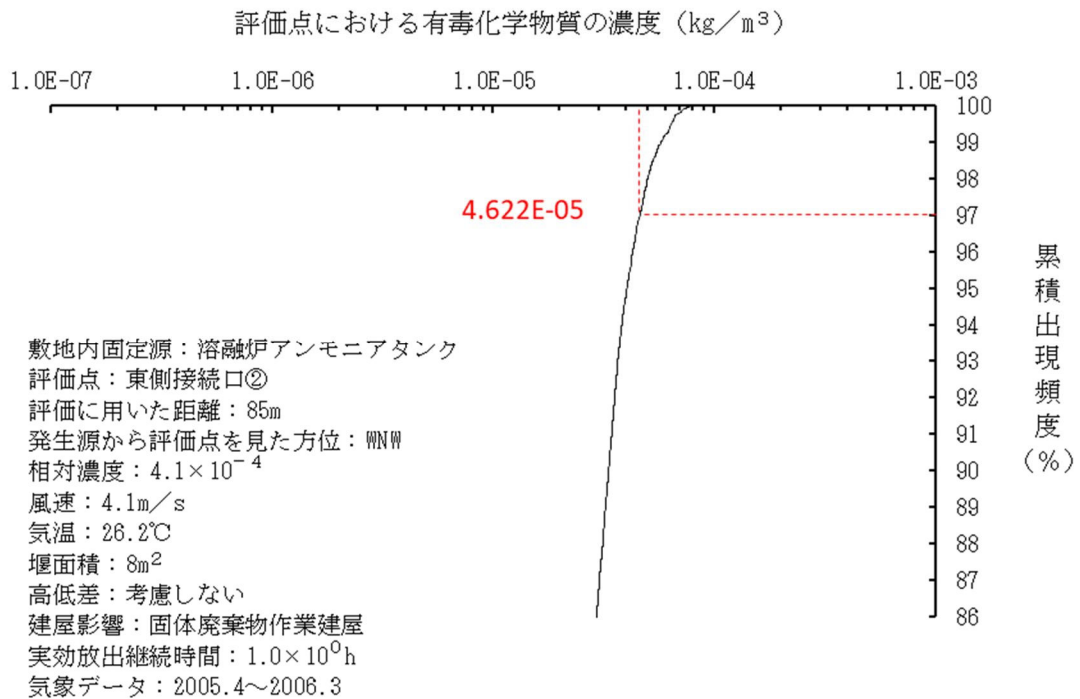 評価点における有毒化学物質の濃度（kg／m³）
1.0E-07 1.0E-06 1.0E-05 1.0E-04 1.0E-03
100
99
98
97
96
95
94
93
92
91
90
89
88
87
86
4.622E-05
累積出現頻度（％）
敷地内固定源：溶融炉アンモニアタンク
評価点：東側接続口②
評価に用いた距離：85m
発生源から評価点を見た方位：WNW
相対濃度：4.1×10⁻⁴
風速：4.1m／s
気温：26.2℃
堰面積：8m²
高低差：考慮しない
建屋影響：固体廃棄物作業建屋
実効放出継続時間：1.0×10⁰h
気象データ：2005.4～2006.3